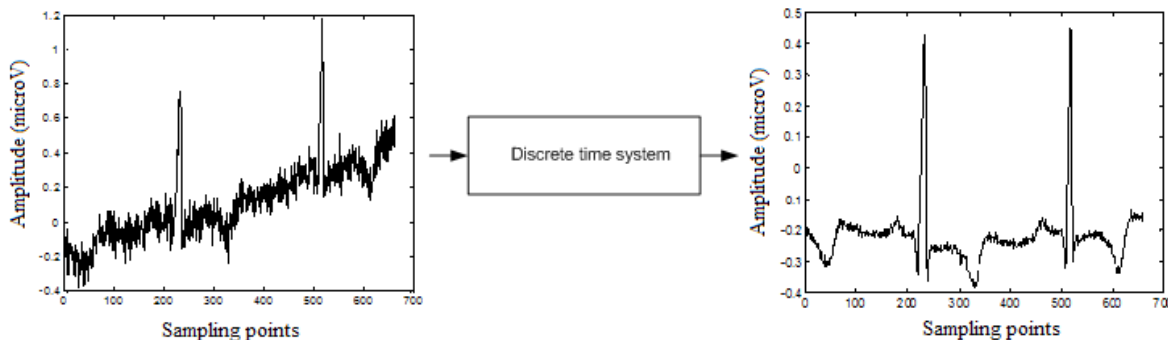 Amplitude (microV)
1.2
1
0.8
0.6
0.4
0.2
0
-0.2
-0.4
0 100 200 300 400 500 600 700
Sampling points
Discrete time system
Amplitude (microV)
0.5
0.4
0.3
0.2
0.1
0
-0.1
-0.2
-0.3
-0.4
0 100 200 300 400 500 600 700
Sampling points